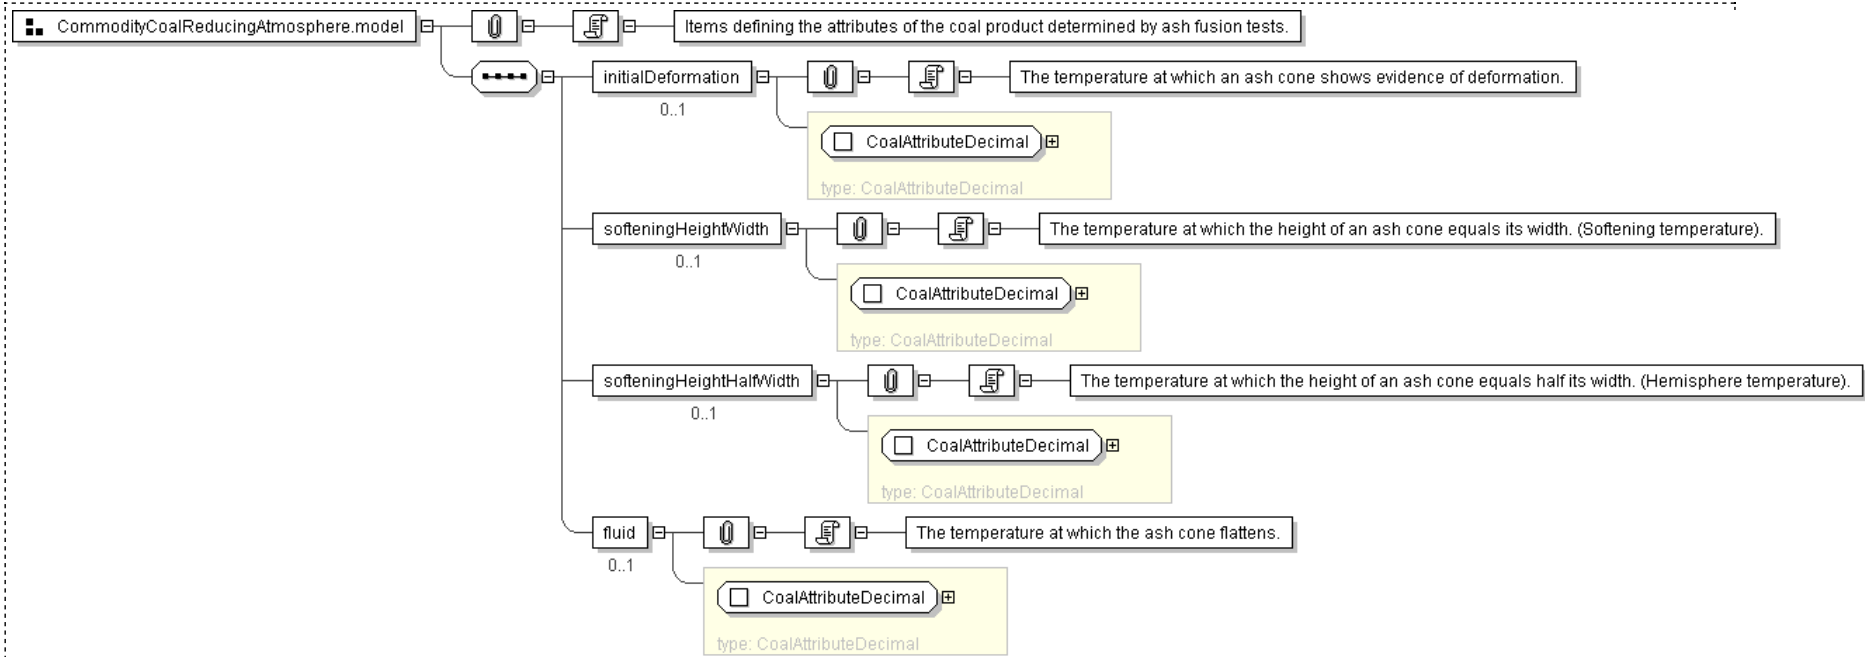 CommodityCoalReducingAtmosphere.model
Items defining the attributes of the coal product determined by ash fusion tests.
initialDeformation
The temperature at which an ash cone shows evidence of deformation.
0..1
CoalAttributeDecimal
type: CoalAttributeDecimal
softeningHeightWidth
The temperature at which the height of an ash cone equals its width. (Softening temperature).
0..1
CoalAttributeDecimal
type: CoalAttributeDecimal
softeningHeightHalfWidth
The temperature at which the height of an ash cone equals half its width. (Hemisphere temperature).
0..1
CoalAttributeDecimal
type: CoalAttributeDecimal
fluid
The temperature at which the ash cone flattens.
0..1
CoalAttributeDecimal
type: CoalAttributeDecimal